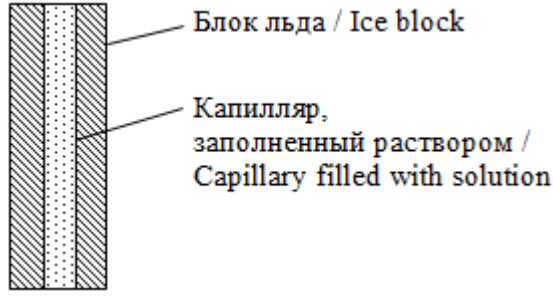 Блок льда / Ice block
Капилляр,
заполненный раствором /
Capillary filled with solution